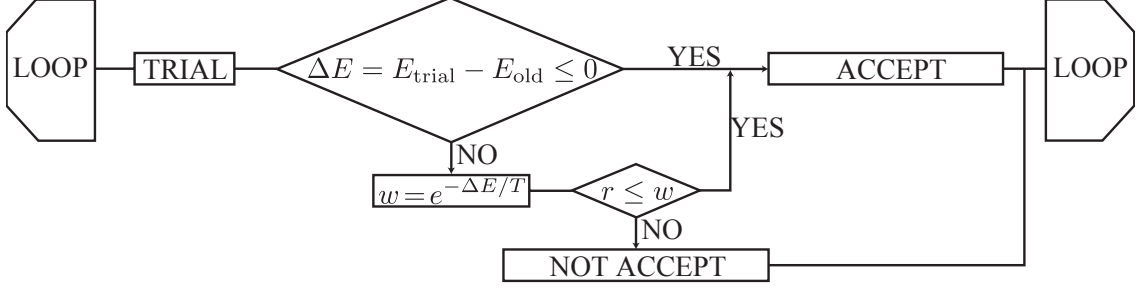 LOOP
TRIAL
ΔE = E_trial − E_old ≤ 0
YES
ACCEPT
LOOP
YES
NO
w = e^{−ΔE/T}
r ≤ w
NO
NOT ACCEPT